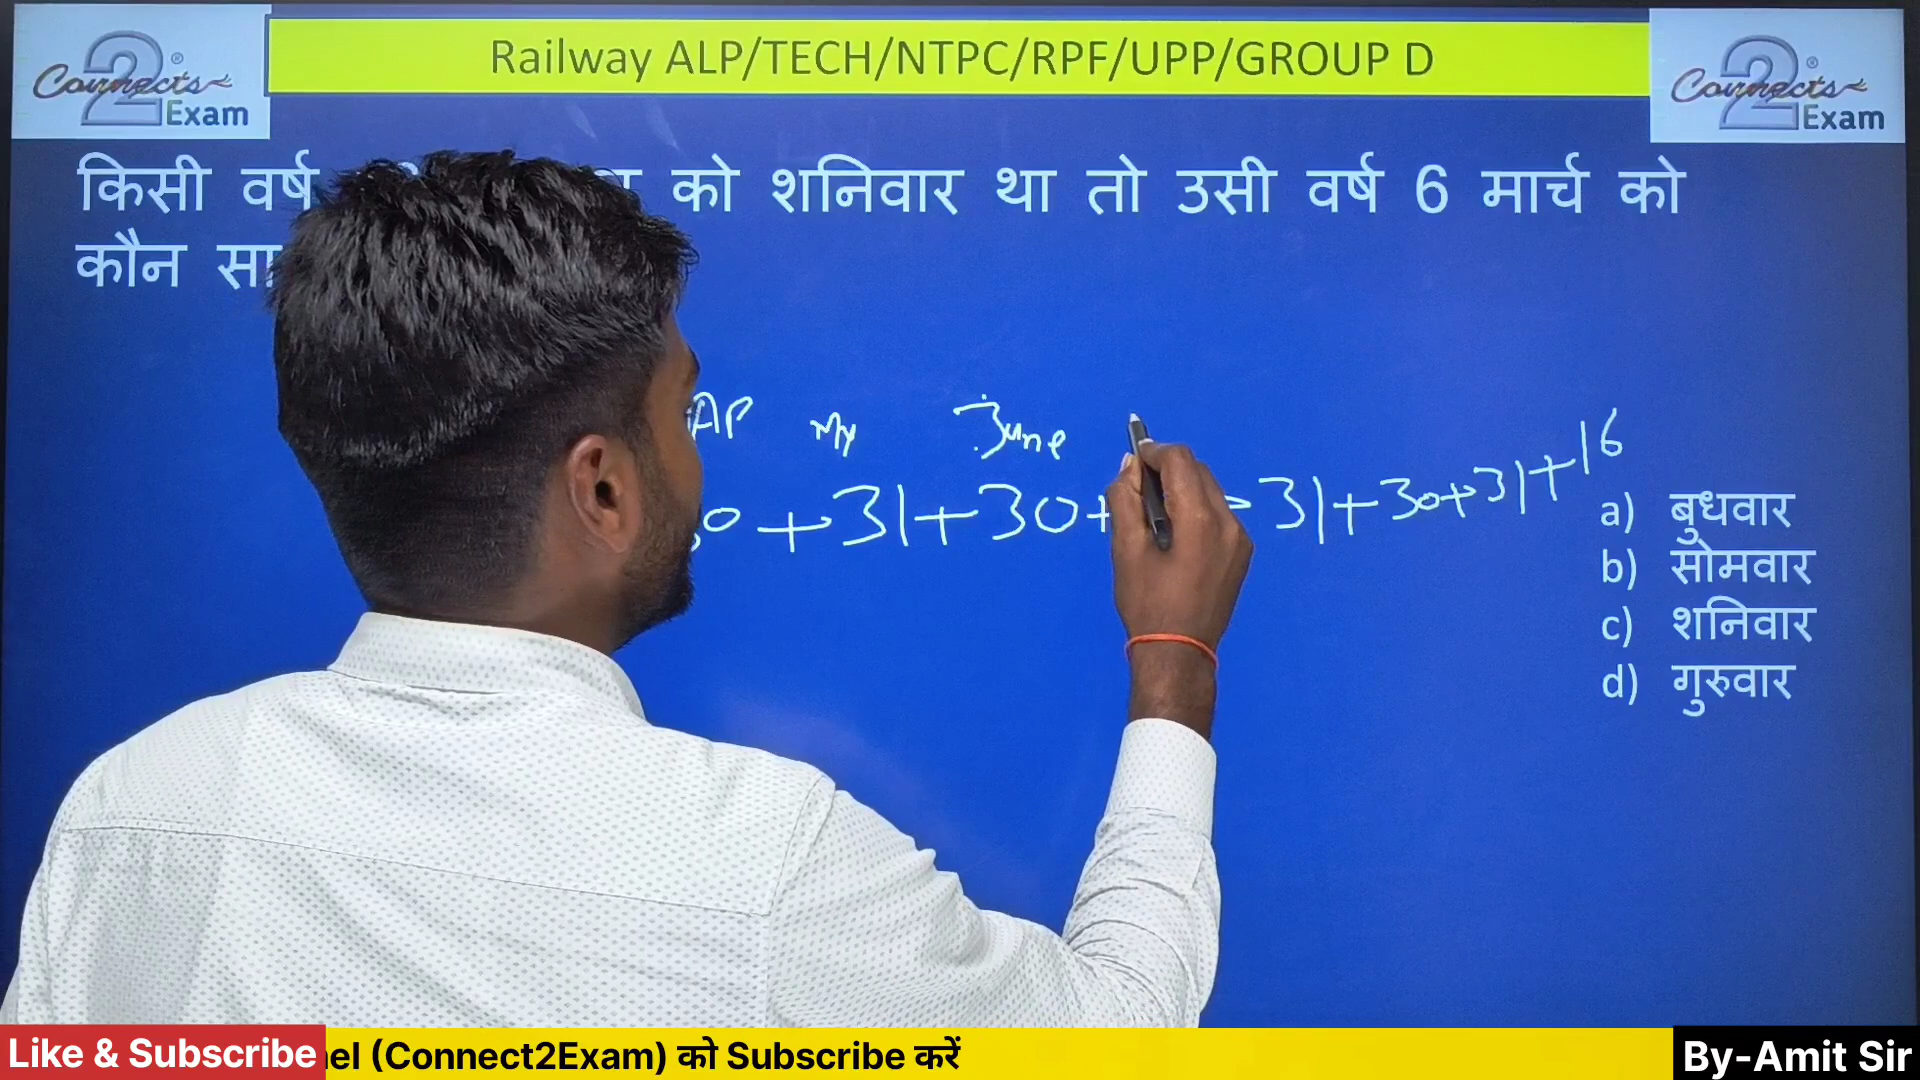 Connects 2 Exam ®
Railway ALP/TECH/NTPC/RPF/UPP/GROUP D
Connects 2 Exam ®
किसी वर्ष को शनिवार था तो उसी वर्ष 6 मार्च को
कौन सा
AP My June
+31+30+ 31+30+31+16
a) बुधवार
b) सोमवार
c) शनिवार
d) गुरुवार
Like & Subscribe
(Connect2Exam) को Subscribe करें
By-Amit Sir